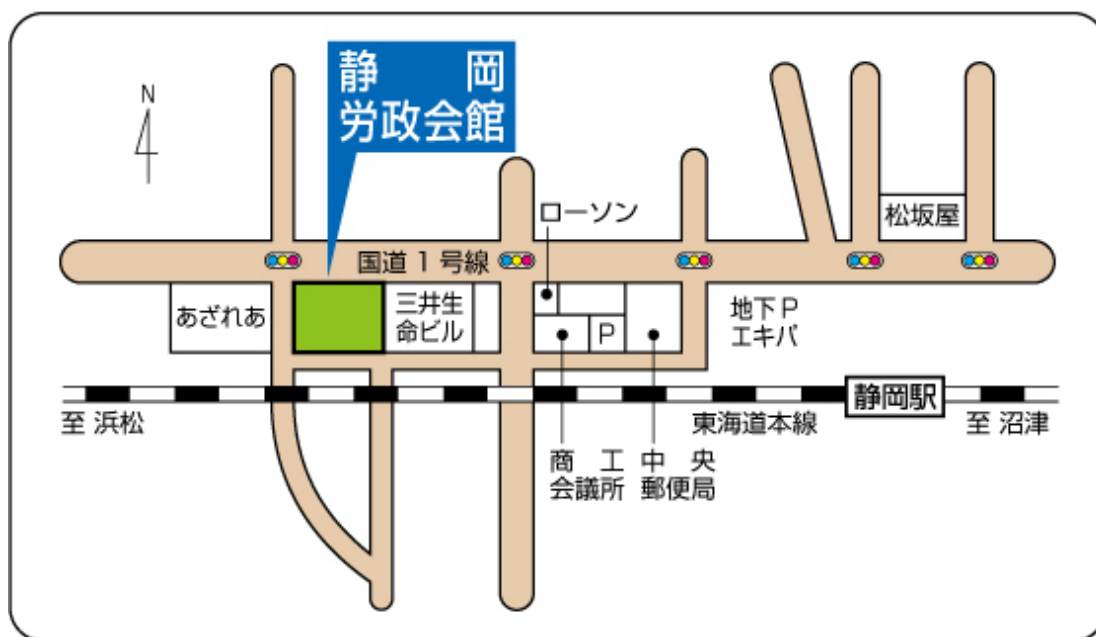 静　岡
労政会館
N
ローソン
松坂屋
国道1号線
あざれあ
三井生
命ビル
P
地下P
エキパ
静岡駅
至 浜松
東海道本線
至 沼津
商　工
会議所
中　央
郵便局